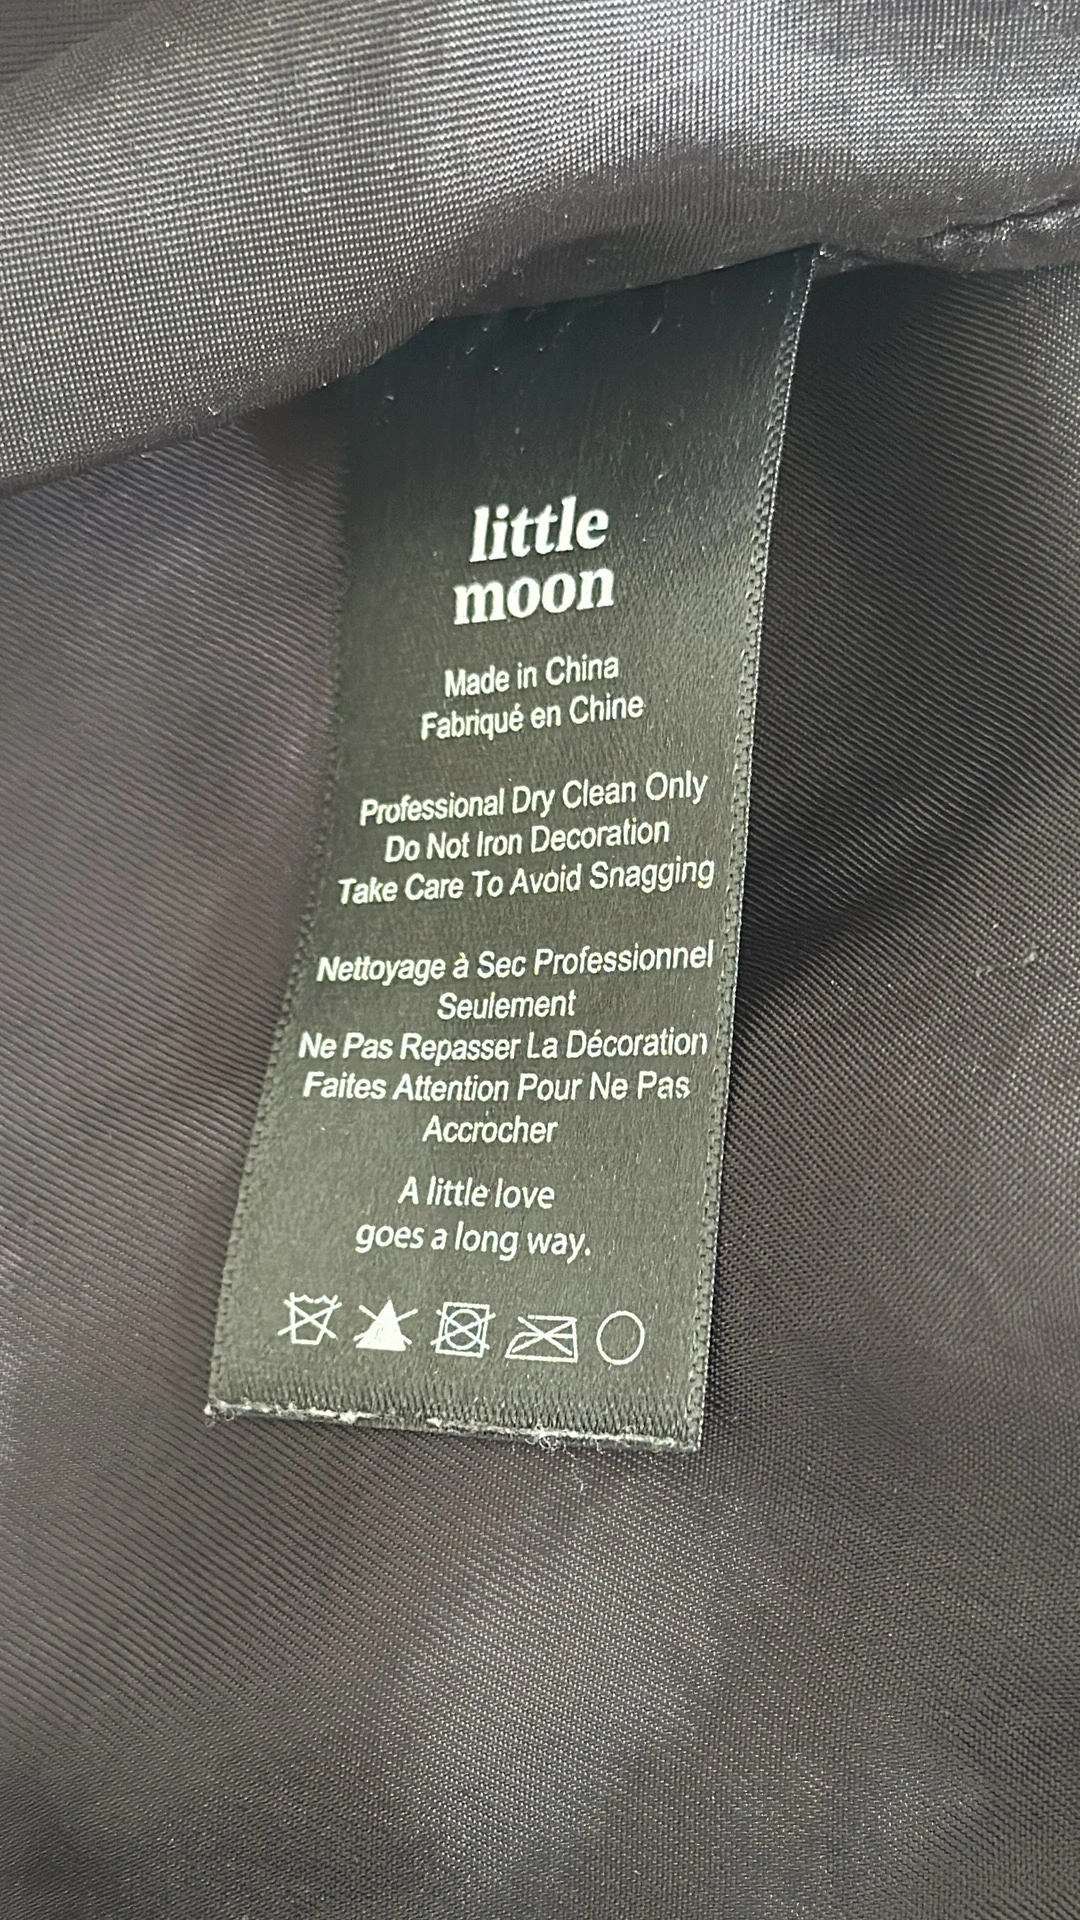 little
moon
Made in China
Fabriqué en Chine
Professional Dry Clean Only
Do Not Iron Decoration
Take Care To Avoid Snagging
Nettoyage à Sec Professionnel
Seulement
Ne Pas Repasser La Décoration
Faites Attention Pour Ne Pas
Accrocher
A little love
goes a long way.